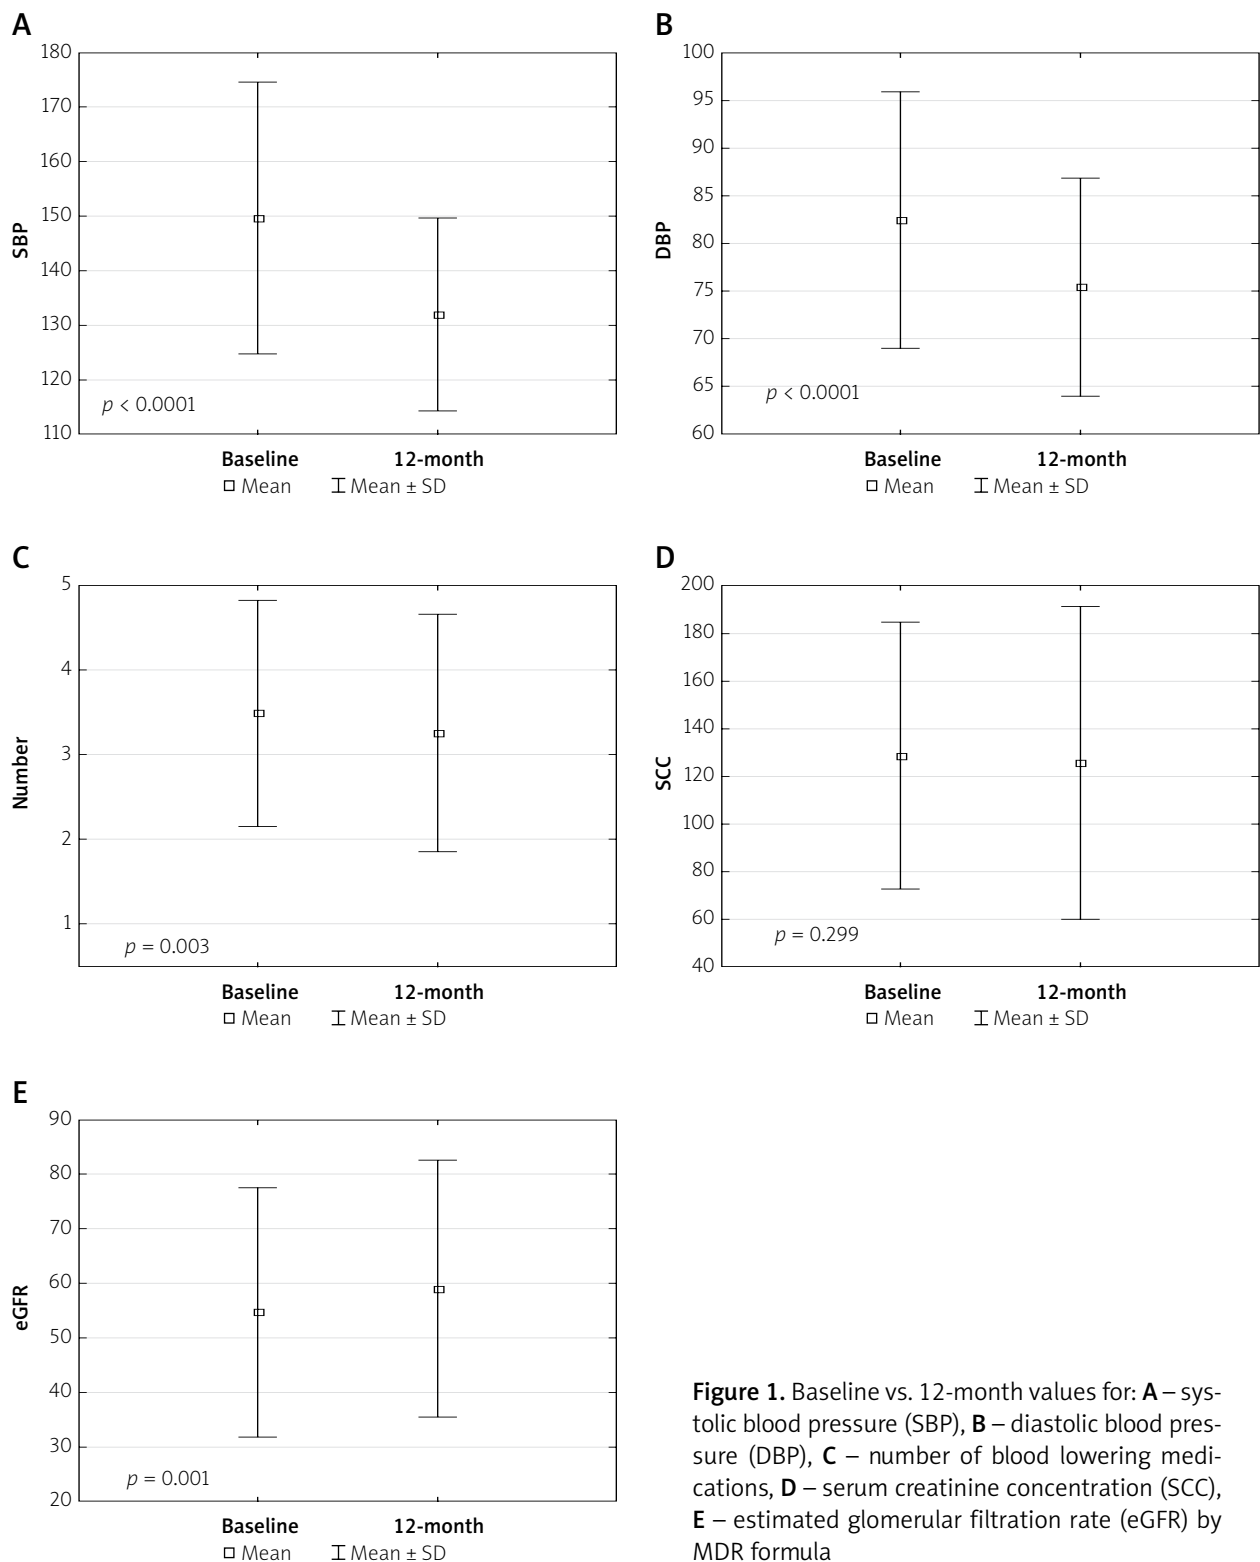 A
180
170
160
150
140
130
120
110
SBP
p < 0.0001
Baseline
12-month
Mean
Mean ± SD
B
100
95
90
85
80
75
70
65
60
DBP
p < 0.0001
Baseline
12-month
Mean
Mean ± SD
C
5
4
3
2
1
Number
p = 0.003
Baseline
12-month
Mean
Mean ± SD
D
200
180
160
140
120
100
80
60
40
SCC
p = 0.299
Baseline
12-month
Mean
Mean ± SD
E
90
80
70
60
50
40
30
20
eGFR
p = 0.001
Baseline
12-month
Mean
Mean ± SD
Figure 1. Baseline vs. 12-month values for: A – sys-
tolic blood pressure (SBP), B – diastolic blood pres-
sure (DBP), C – number of blood lowering medi-
cations, D – serum creatinine concentration (SCC),
E – estimated glomerular filtration rate (eGFR) by
MDR formula